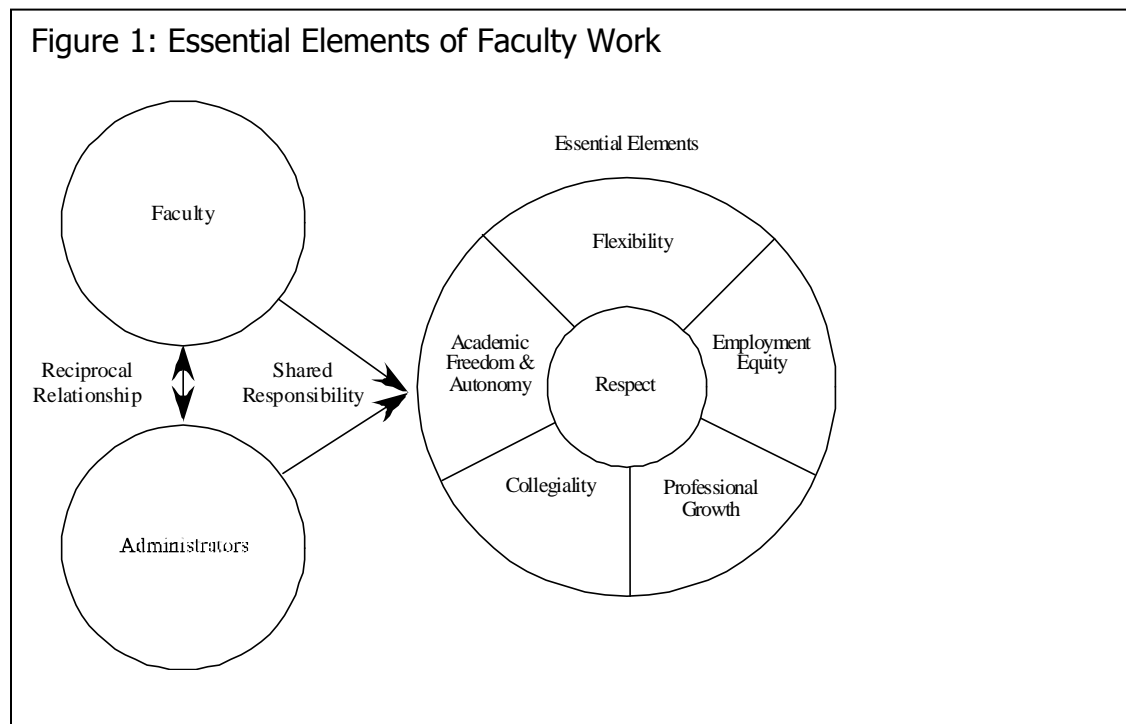 Figure 1: Essential Elements of Faculty Work
Essential Elements
Faculty
Flexibility
Reciprocal
Relationship
Shared
Responsibility
Academic
Freedom &
Autonomy
Respect
Employment
Equity
Collegiality
Professional
Growth
Administrators